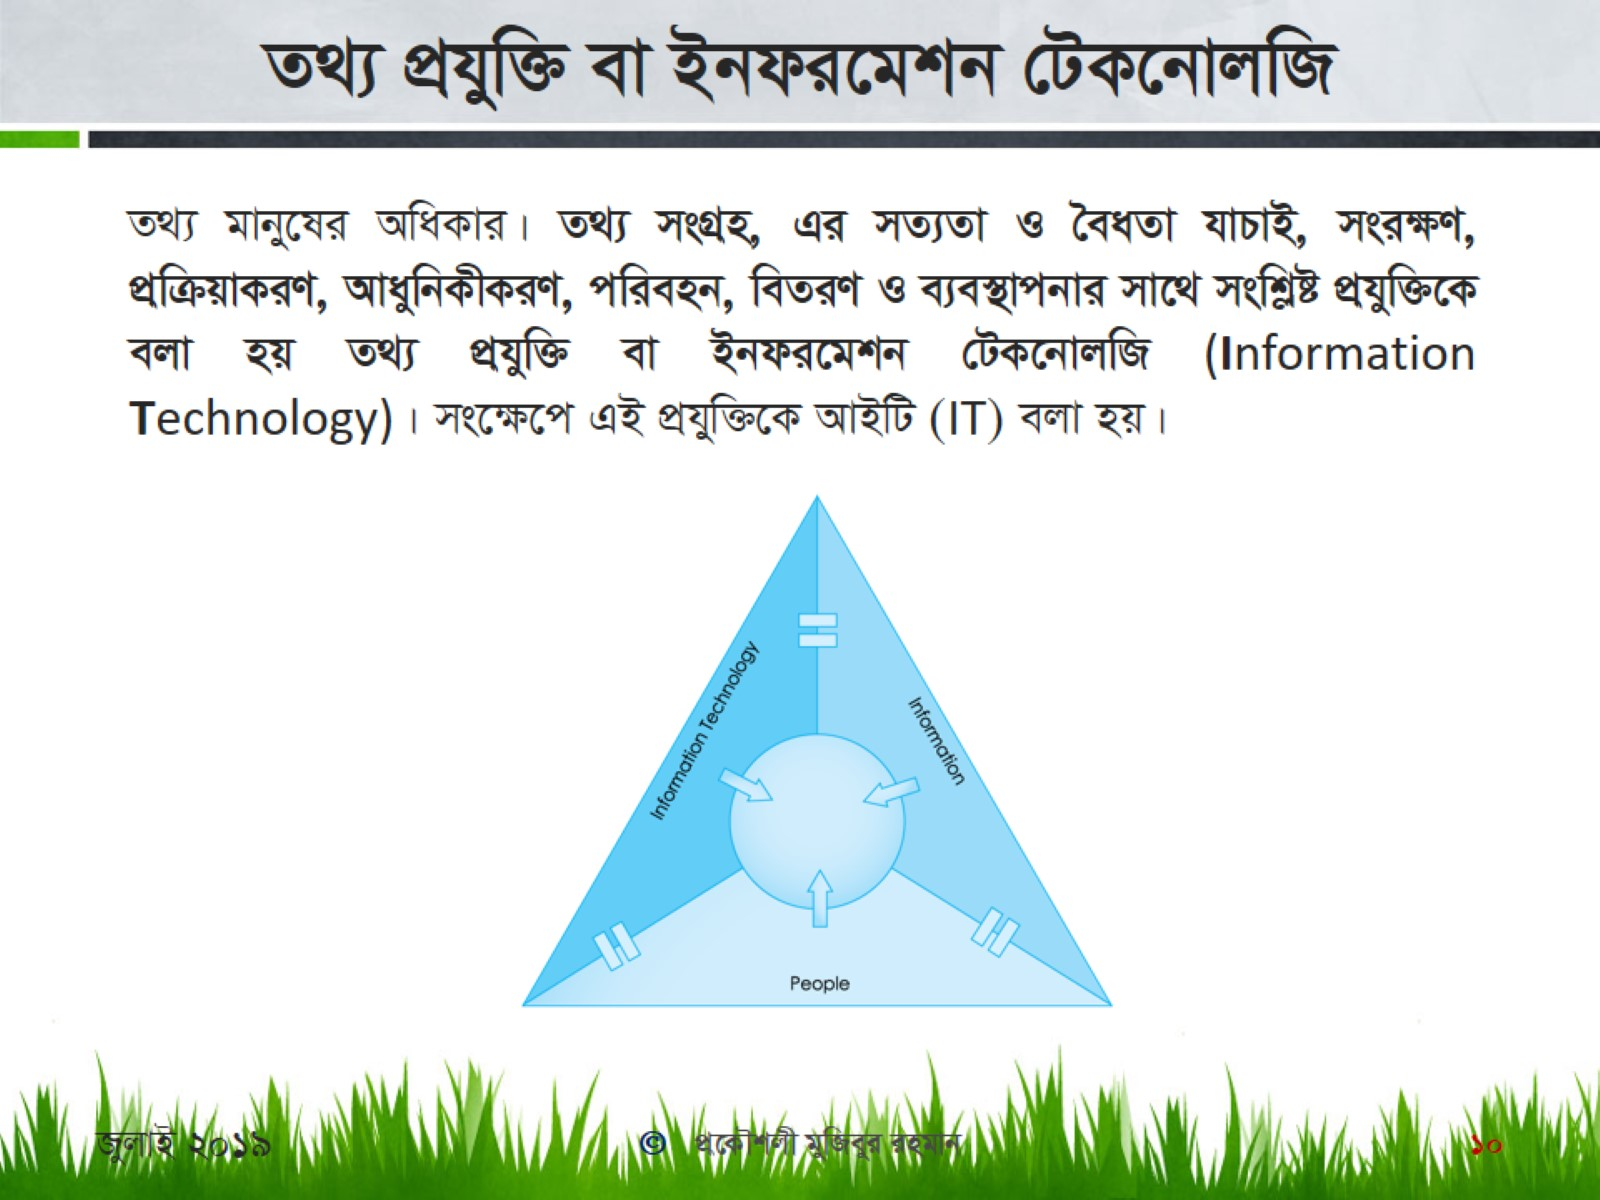 তথ্য প্রযুক্তি বা ইনফরমেশন টেকনোলজি
তথ্য মানুষের অধিকার। তথ্য সংগ্রহ, এর সত্যতা ও বৈধতা যাচাই, সংরক্ষণ,
প্রক্রিয়াকরণ, আধুনিকীকরণ, পরিবহন, বিতরণ ও ব্যবস্থাপনার সাথে সংশ্লিষ্ট প্রযুক্তিকে
বলা হয় তথ্য প্রযুক্তি বা ইনফরমেশন টেকনোলজি (Information
Technology)। সংক্ষেপে এই প্রযুক্তিকে আইটি (IT) বলা হয়।
Information Technology
Information
People
জুলাই ২০১৯
© প্রকৌশলী মুজিবুর রহমান
১০